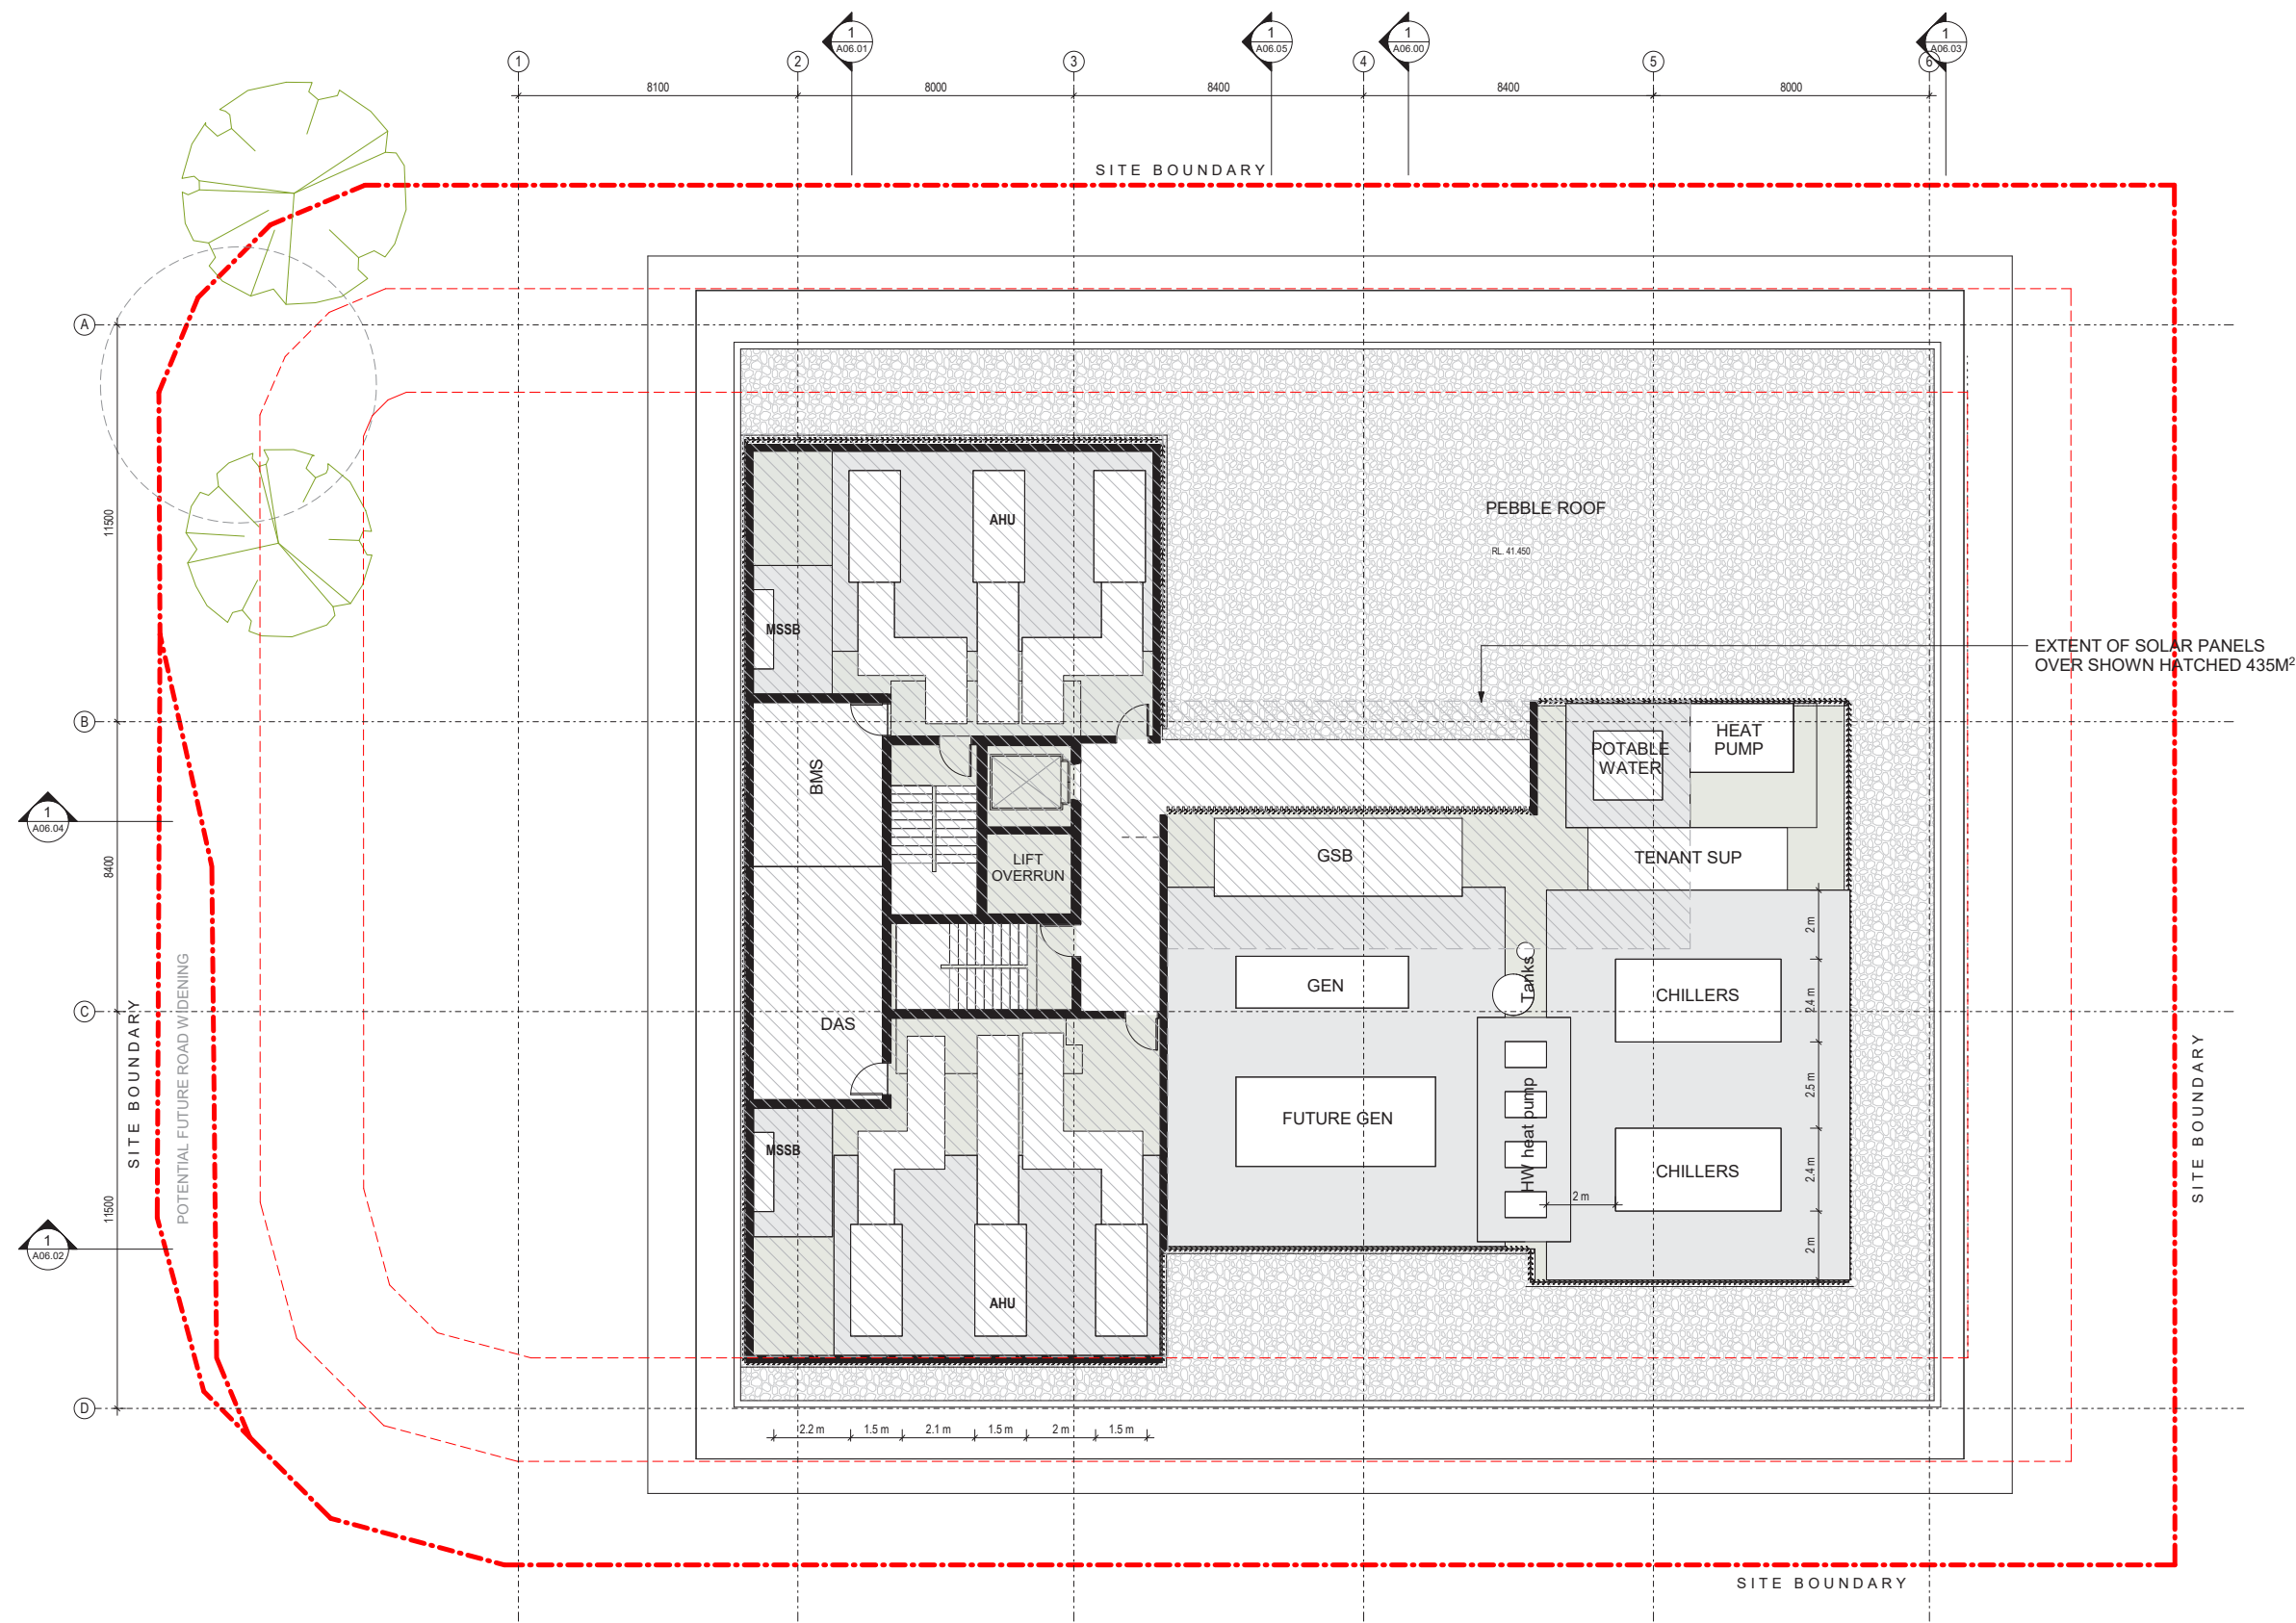 1
A06.01
1
A06.05
1
A06.00
1
A06.03
1
2
3
4
5
6
8100
8000
8400
8400
8000
SITE BOUNDARY
A
B
C
D
11500
8400
11500
1
A06.04
1
A06.02
SITE BOUNDARY
POTENTIAL FUTURE ROAD WIDENING
AHU
MSSB
PEBBLE ROOF
RL. 41.450
EXTENT OF SOLAR PANELS
OVER SHOWN HATCHED 435M²
BMS
LIFT
OVERRUN
DAS
GSB
POTABLE
WATER
HEAT
PUMP
TENANT SUP
GEN
FUTURE GEN
Tanks
HW heat pump
CHILLERS
CHILLERS
2 m
2.4 m
2.5 m
2.4 m
2 m
2 m
MSSB
AHU
2.2 m
1.5 m
2.1 m
1.5 m
2 m
1.5 m
SITE BOUNDARY
SITE BOUNDARY